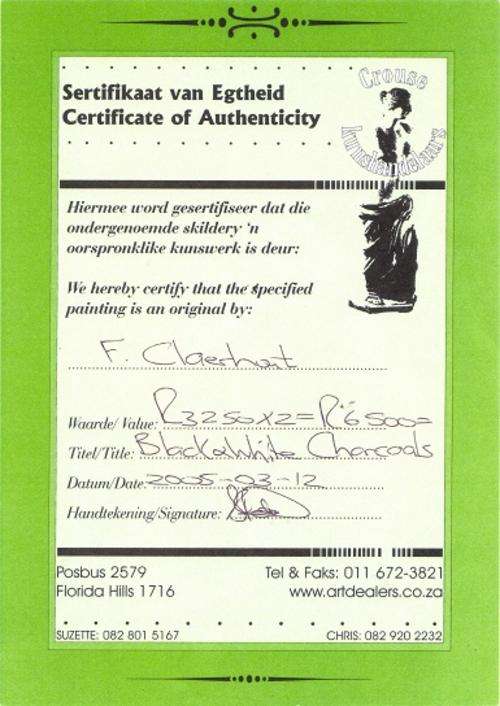 Sertifikaat van Egtheid
Certificate of Authenticity
Crouse
Kunshandelaars
Hiermee word gesertifiseer dat die
ondergenoemde skildery 'n
oorspronklike kunswerk is deur:
We hereby certify that the specified
painting is an original by:
F. Claerhout
Waarde/ Value: R3250x2= R6500=
Titel/Title: Black & White Charcoals
Datum/Date: 2005-03-12
Handtekening/Signature:
Posbus 2579
Florida Hills 1716
Tel & Faks: 011 672-3821
www.artdealers.co.za
SUZETTE: 082 801 5167
CHRIS: 082 920 2232